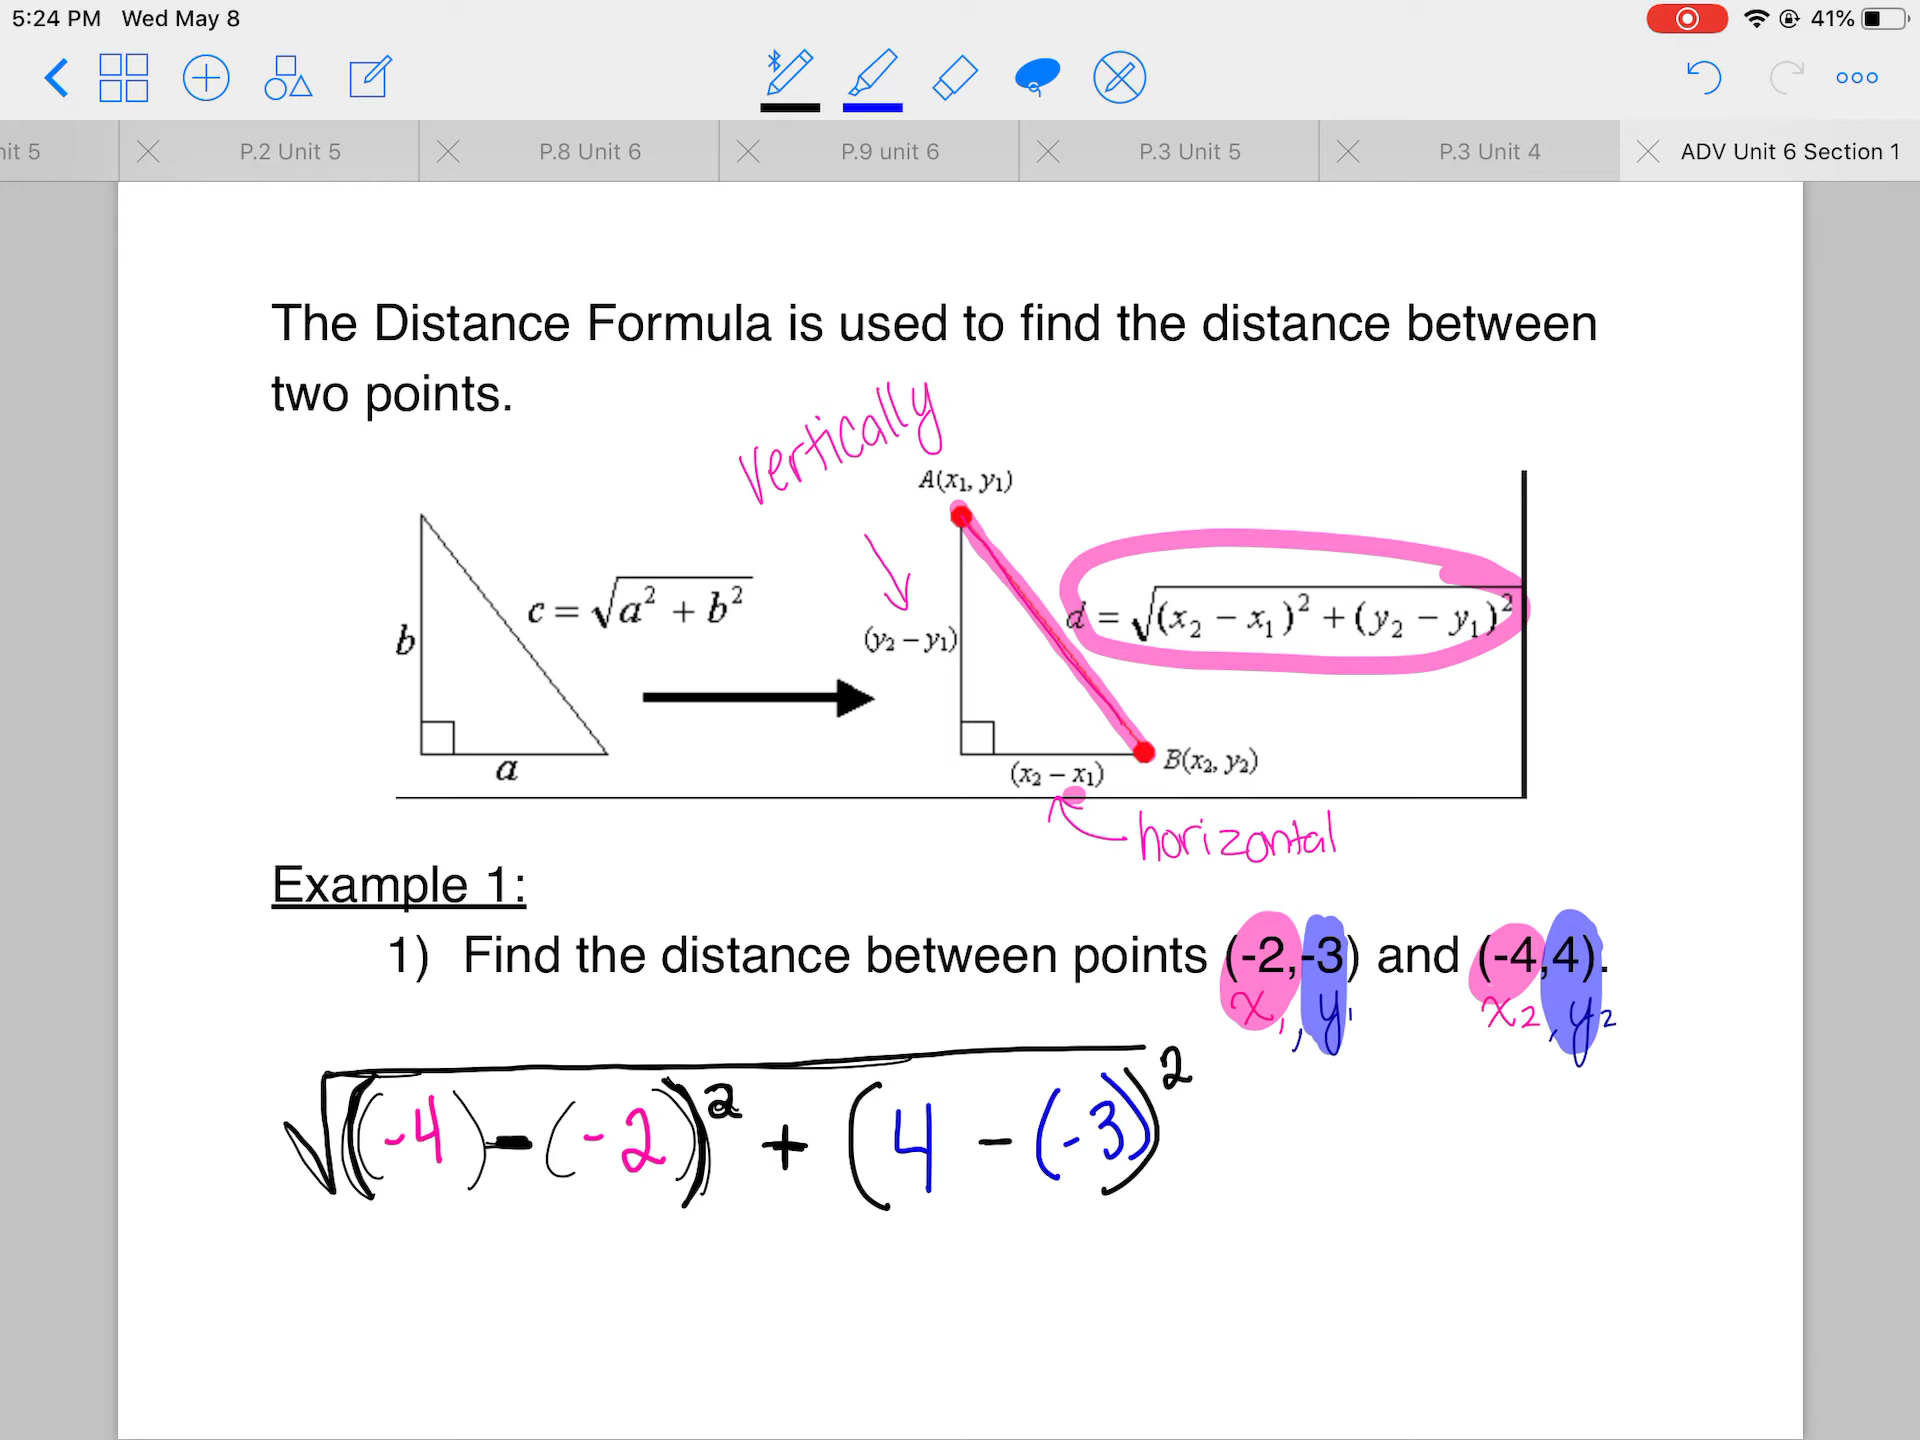 5:24 PM Wed May 8 41%
nit 5 P.2 Unit 5 P.8 Unit 6 P.9 unit 6 P.3 Unit 5 P.3 Unit 4 ADV Unit 6 Section 1
The Distance Formula is used to find the distance between
two points.
vertically
A(x₁, y₁)
c = √(a² + b²)
b
a
(y₂ − y₁)
d = √((x₂ − x₁)² + (y₂ − y₁)²)
B(x₂, y₂)
(x₂ − x₁)
horizontal
Example 1:
1) Find the distance between points (-2,-3) and (-4,4).
x₁, y₁ x₂, y₂
√(((-4) - (-2))² + (4 - (-3))²)